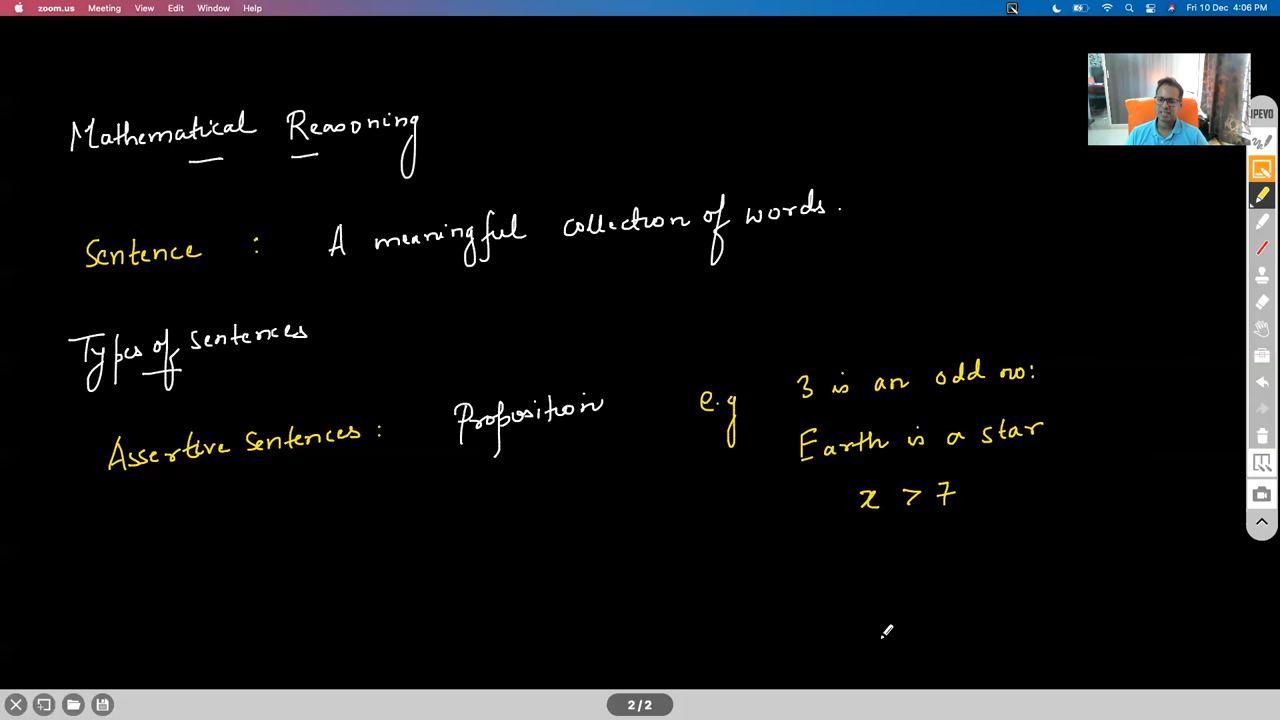 zoom.us Meeting View Edit Window Help Fri 10 Dec 4:06 PM
Mathematical Reasoning
IPEVO
Sentence : A meaningful collection of words.
Types of sentences
Assertive Sentences : Proposition e.g 3 is an odd no:
Earth is a star
x > 7
2/2